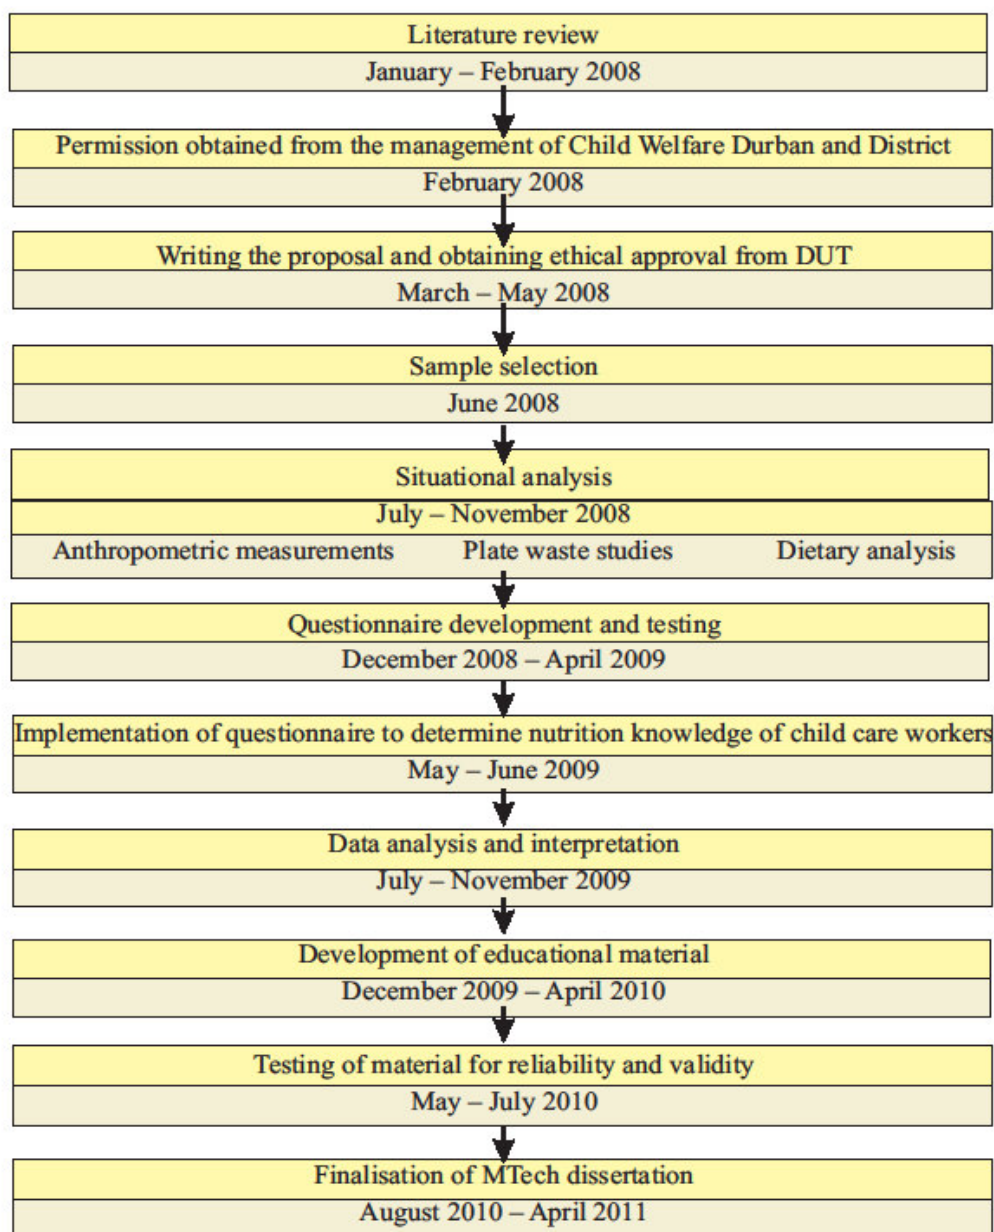 Literature review
January – February 2008
Permission obtained from the management of Child Welfare Durban and District
February 2008
Writing the proposal and obtaining ethical approval from DUT
March – May 2008
Sample selection
June 2008
Situational analysis
July – November 2008
Anthropometric measurements Plate waste studies Dietary analysis
Questionnaire development and testing
December 2008 – April 2009
Implementation of questionnaire to determine nutrition knowledge of child care workers
May – June 2009
Data analysis and interpretation
July – November 2009
Development of educational material
December 2009 – April 2010
Testing of material for reliability and validity
May – July 2010
Finalisation of MTech dissertation
August 2010 – April 2011